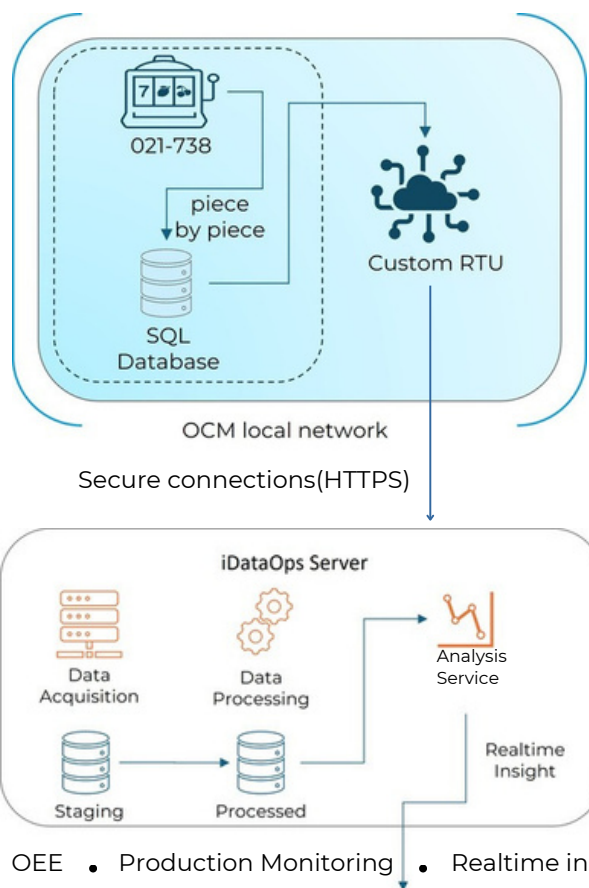 7
021-738
piece
by piece
SQL
Database
Custom RTU
OCM local network
Secure connections(HTTPS)
iDataOps Server
Data
Acquisition
Data
Processing
Analysis
Service
Staging
Processed
Realtime
Insight
OEE • Production Monitoring • Realtime in